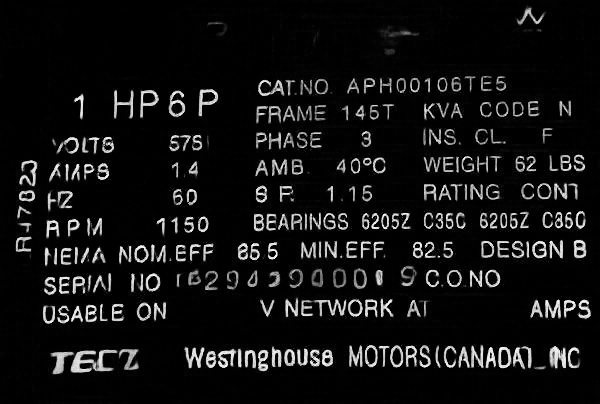 1 HP 6 P
CAT.NO. APH00106TE5
FRAME 145T KVA CODE N
VOLTS 575 PHASE 3 INS. CL. F
AMPS 1.4 AMB. 40°C WEIGHT 62 LBS
HZ 60 S.F. 1.15 RATING CONT
RPM 1150 BEARINGS 6205Z C35C 6205Z C35C
NEMA NOM.EFF 85.5 MIN.EFF. 82.5 DESIGN B
SERIAL NO C.O.NO
USABLE ON V NETWORK AT AMPS
Westinghouse MOTORS(CANADA) INC